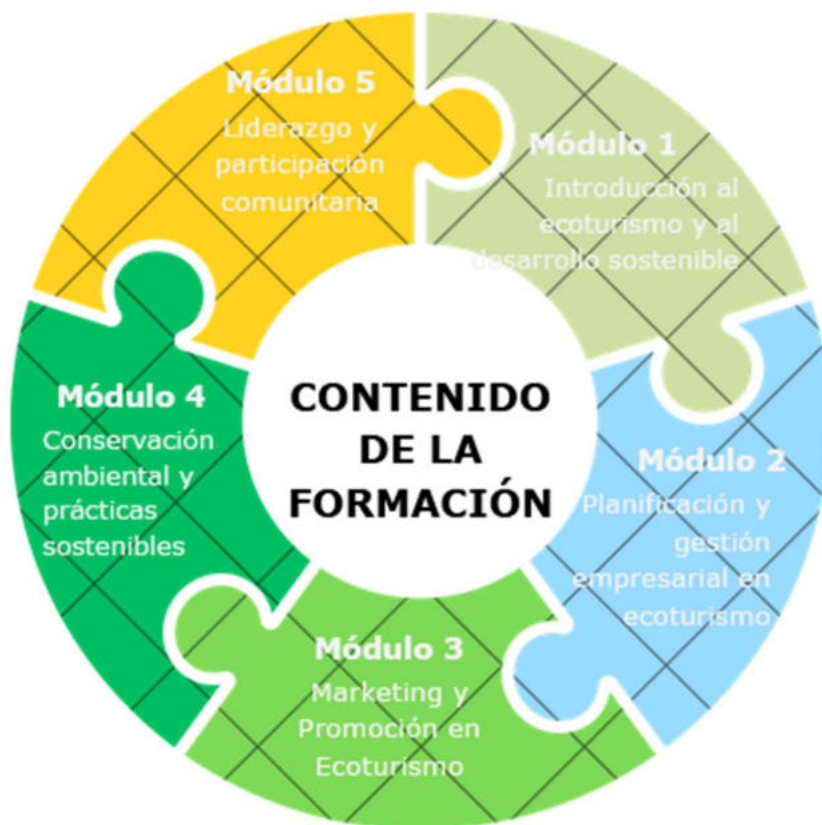 CONTENIDO
DE LA
FORMACIÓN
Módulo 1
Introducción al
ecoturismo y al
desarrollo sostenible
Módulo 2
Planificación y
gestión
empresarial en
ecoturismo
Módulo 3
Marketing y
Promoción en
Ecoturismo
Módulo 4
Conservación
ambiental y
prácticas
sostenibles
Módulo 5
Liderazgo y
participación
comunitaria